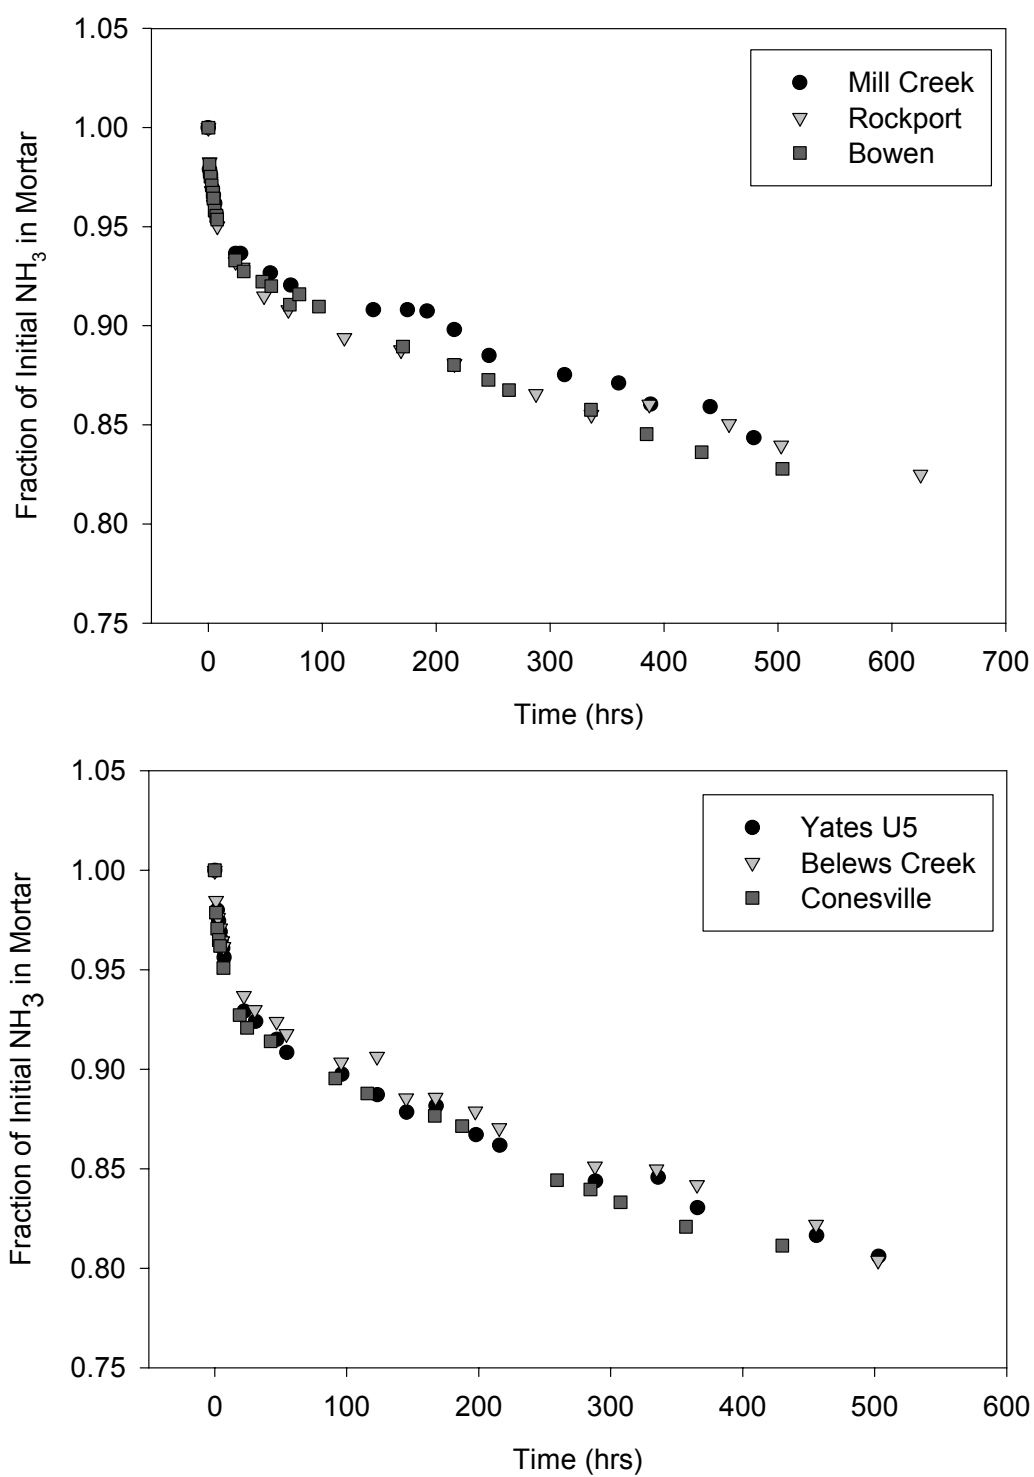 1.05
1.00
0.95
0.90
0.85
0.80
0.75
Fraction of Initial NH3 in Mortar
Mill Creek
Rockport
Bowen
0 100 200 300 400 500 600 700
Time (hrs)
1.05
1.00
0.95
0.90
0.85
0.80
0.75
Fraction of Initial NH3 in Mortar
Yates U5
Belews Creek
Conesville
0 100 200 300 400 500 600
Time (hrs)